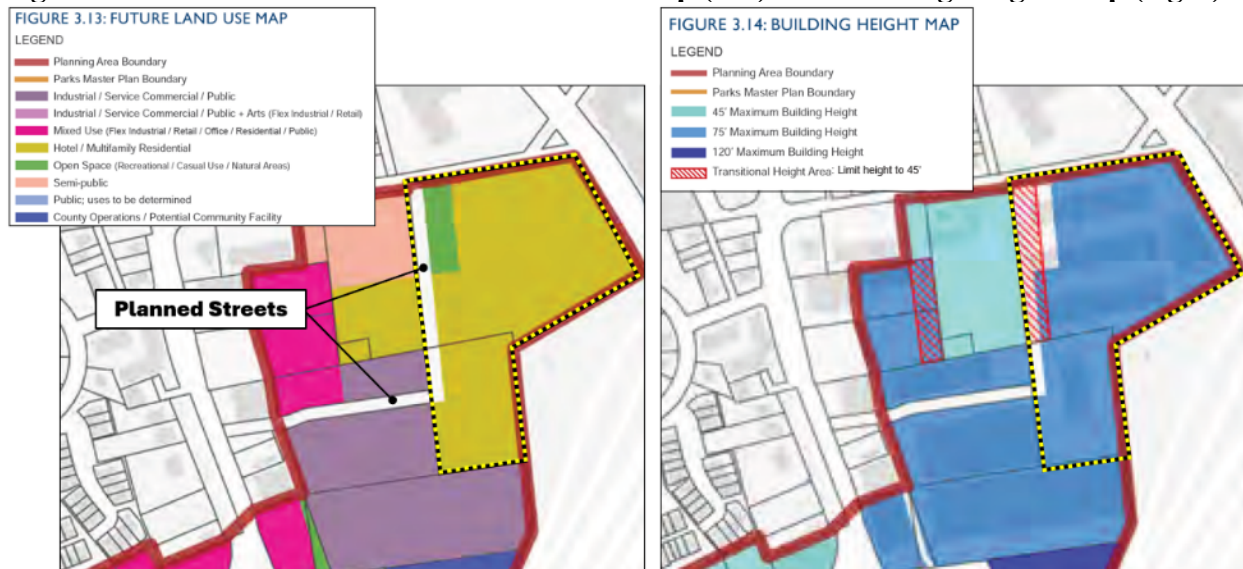 FIGURE 3.13: FUTURE LAND USE MAP
LEGEND
Planning Area Boundary
Parks Master Plan Boundary
Industrial / Service Commercial / Public
Industrial / Service Commercial / Public + Arts (Flex Industrial / Retail)
Mixed Use (Flex Industrial / Retail / Office / Residential / Public)
Hotel / Multifamily Residential
Open Space (Recreational / Casual Use / Natural Areas)
Semi-public
Public; uses to be determined
County Operations / Potential Community Facility
Planned Streets
FIGURE 3.14: BUILDING HEIGHT MAP
LEGEND
Planning Area Boundary
Parks Master Plan Boundary
45' Maximum Building Height
75' Maximum Building Height
120' Maximum Building Height
Transitional Height Area: Limit height to 45'